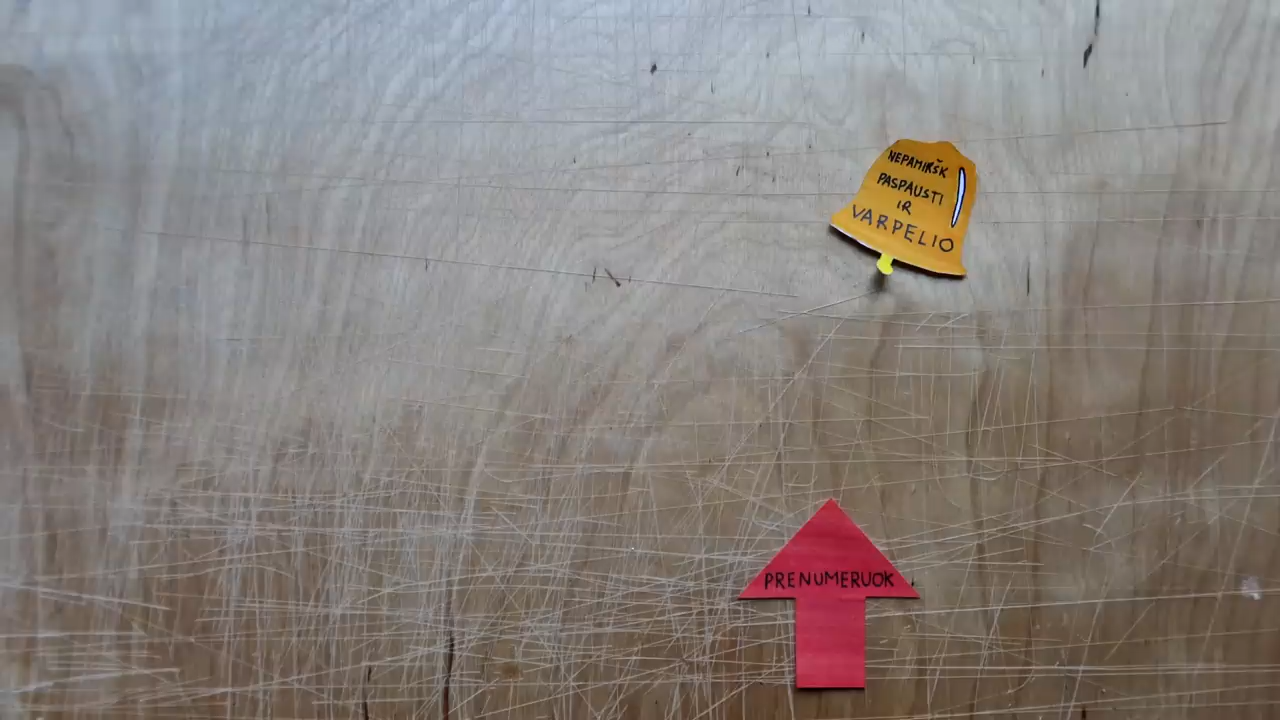 NEPAMIRŠK
PASPAUSTI
IR
VARPELIO
PRENUMERUOK